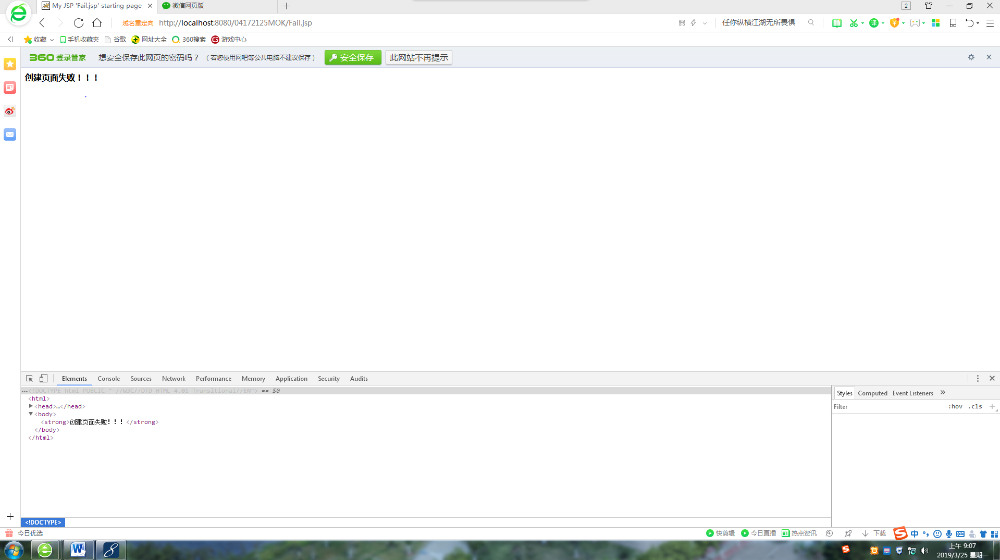 My JSP 'Fail.jsp' starting page
微信网页版
2
域名重定向 http://localhost:8080/04172125MOK/Fail.jsp
任你纵横江湖无所畏惧
译
收藏 手机收藏夹 谷歌 网址大全 360搜索 游戏中心
360登录管家 想安全保存此网页的密码吗？ （若您使用网吧等公共电脑不建议保存） 安全保存 此网站不再提示
创建页面失败！！！
Elements Console Sources Network Performance Memory Application Security Audits
...<!DOCTYPE html PUBLIC "-//W3C//DTD HTML 4.01 Transitional//EN"> == $0
<html>
<head>…</head>
<body>
<strong>创建页面失败！！！</strong>
</body>
</html>
Styles Computed Event Listeners »
Filter :hov .cls +
<!DOCTYPE>
今日优选
快剪辑 今日直播 热点资讯 下载
中
上午 9:07
2019/3/25 星期一